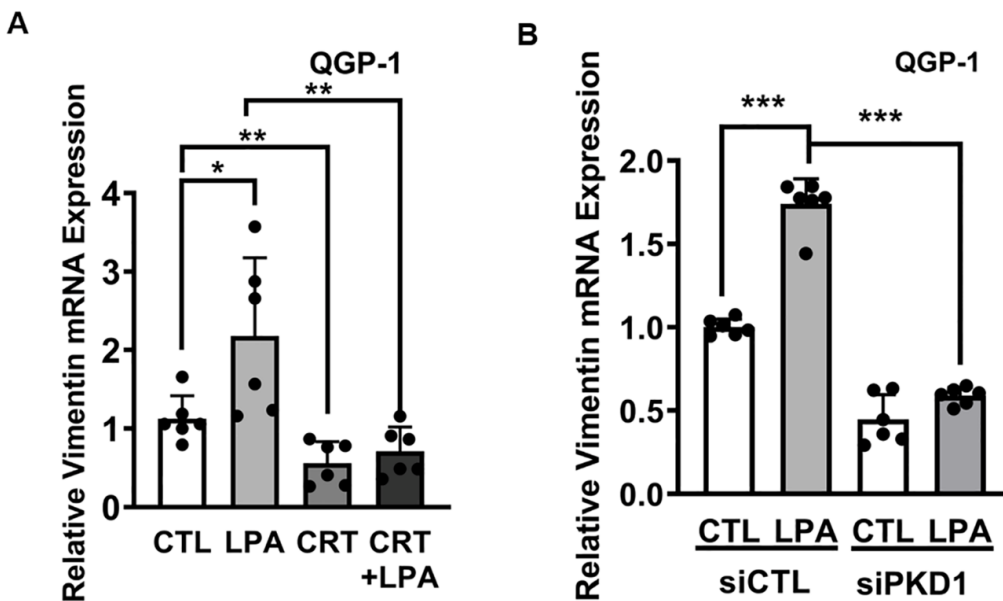 A
QGP-1
**
**
*
Relative Vimentin mRNA Expression
4
3
2
1
0
CTL LPA CRT CRT
+LPA
B
QGP-1
***
***
Relative Vimentin mRNA Expression
2.0
1.5
1.0
0.5
0.0
CTL LPA CTL LPA
siCTL siPKD1